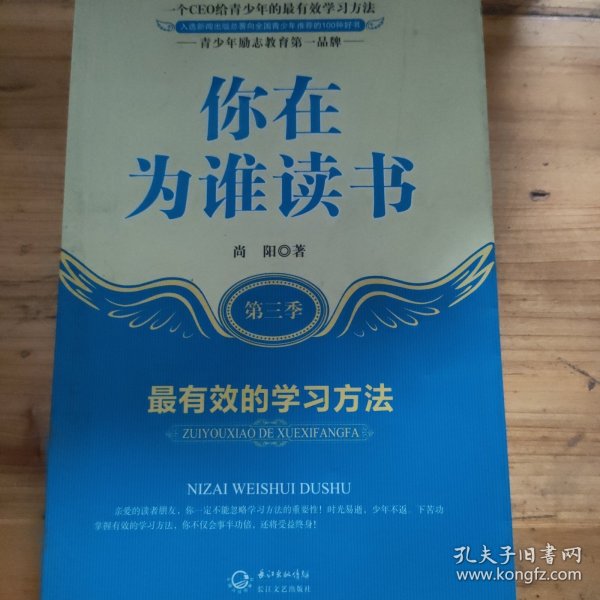 一个CEO给青少年的最有效学习方法
入选新闻出版总署向全国青少年推荐的100种好书
青少年励志教育第一品牌
你在
为谁读书
尚 阳◎著
第三季
最有效的学习方法
ZUIYOUXIAO DE XUEXIFANGFA
NIZAI WEISHUI DUSHU
亲爱的读者朋友，你一定不能忽略学习方法的重要性！时光易逝，少年不返。下苦功
掌握有效的学习方法，你不仅会事半功倍，还将受益终身！
长江出版传媒
长江文艺出版社
孔夫子旧书网
www.kongfz.com